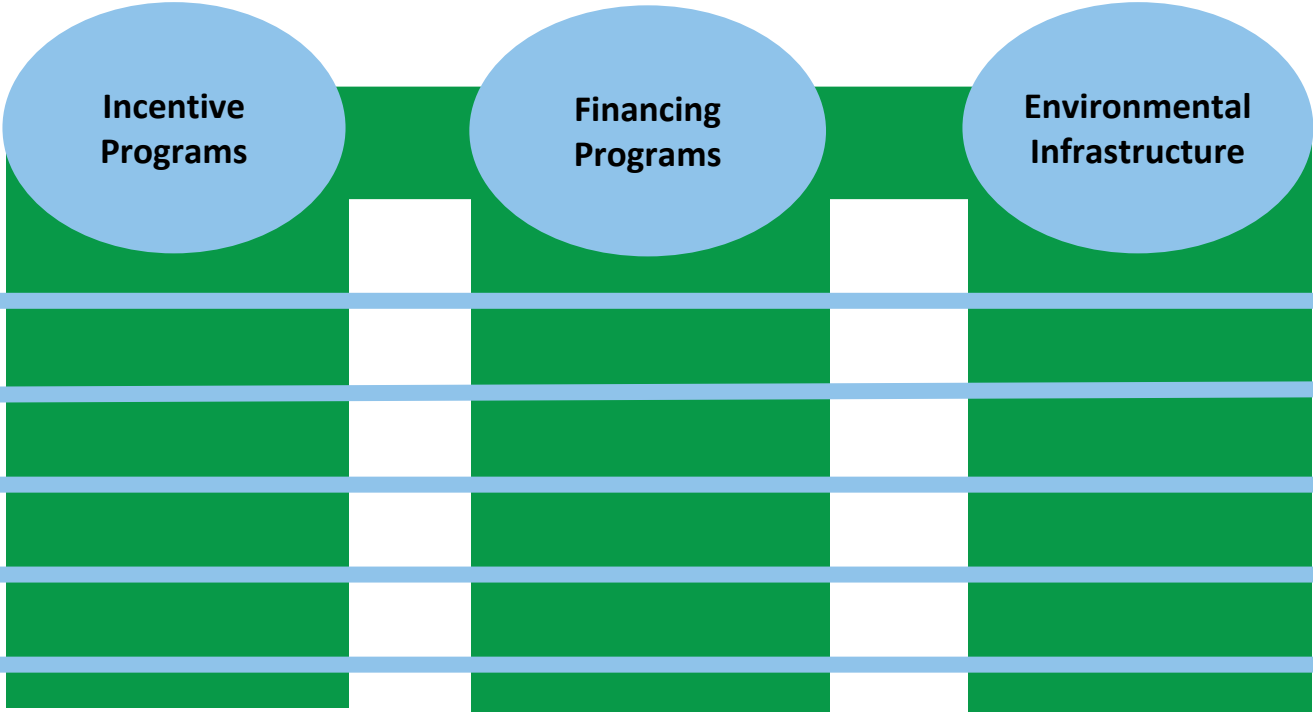 Incentive
Programs
Financing
Programs
Environmental
Infrastructure